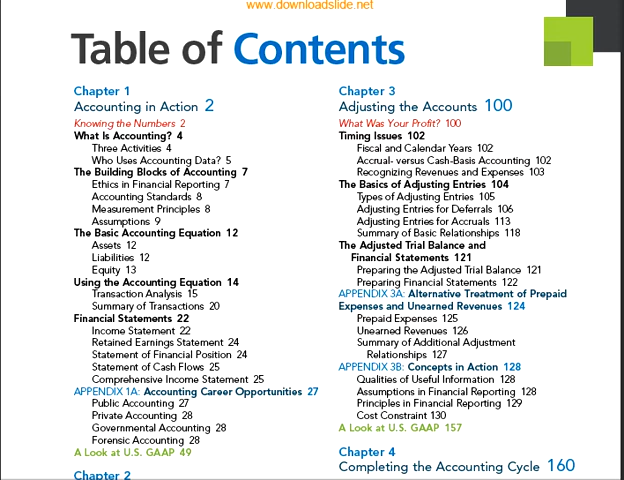 www.downloadslide.net
Table of Contents
Chapter 1
Accounting in Action 2
Knowing the Numbers 2
What Is Accounting? 4
Three Activities 4
Who Uses Accounting Data? 5
The Building Blocks of Accounting 7
Ethics in Financial Reporting 7
Accounting Standards 8
Measurement Principles 8
Assumptions 9
The Basic Accounting Equation 12
Assets 12
Liabilities 12
Equity 13
Using the Accounting Equation 14
Transaction Analysis 15
Summary of Transactions 20
Financial Statements 22
Income Statement 22
Retained Earnings Statement 24
Statement of Financial Position 24
Statement of Cash Flows 25
Comprehensive Income Statement 25
APPENDIX 1A: Accounting Career Opportunities 27
Public Accounting 27
Private Accounting 28
Governmental Accounting 28
Forensic Accounting 28
A Look at U.S. GAAP 49
Chapter 2
Chapter 3
Adjusting the Accounts 100
What Was Your Profit? 100
Timing Issues 102
Fiscal and Calendar Years 102
Accrual- versus Cash-Basis Accounting 102
Recognizing Revenues and Expenses 103
The Basics of Adjusting Entries 104
Types of Adjusting Entries 105
Adjusting Entries for Deferrals 106
Adjusting Entries for Accruals 113
Summary of Basic Relationships 118
The Adjusted Trial Balance and
Financial Statements 121
Preparing the Adjusted Trial Balance 121
Preparing Financial Statements 122
APPENDIX 3A: Alternative Treatment of Prepaid
Expenses and Unearned Revenues 124
Prepaid Expenses 125
Unearned Revenues 126
Summary of Additional Adjustment
Relationships 127
APPENDIX 3B: Concepts in Action 128
Qualities of Useful Information 128
Assumptions in Financial Reporting 128
Principles in Financial Reporting 129
Cost Constraint 130
A Look at U.S. GAAP 157
Chapter 4
Completing the Accounting Cycle 160